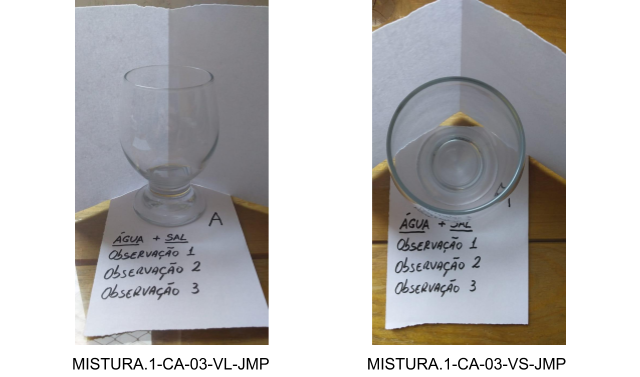 A
ÁGUA + SAL
ObSERVAÇÃO 1
ObSERVAÇÃO 2
ObSERVAÇÃO 3
MISTURA.1-CA-03-VL-JMP
ÁGUA + SAL
ObSERVAÇÃO 1
ObSERVAÇÃO 2
ObSERVAÇÃO 3
MISTURA.1-CA-03-VS-JMP